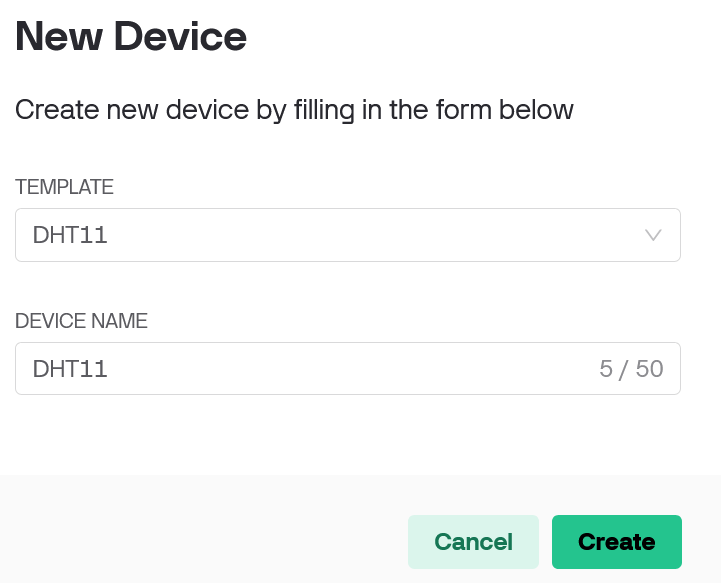 New Device
Create new device by filling in the form below
TEMPLATE
DHT11
DEVICE NAME
DHT11 5 / 50
Cancel Create